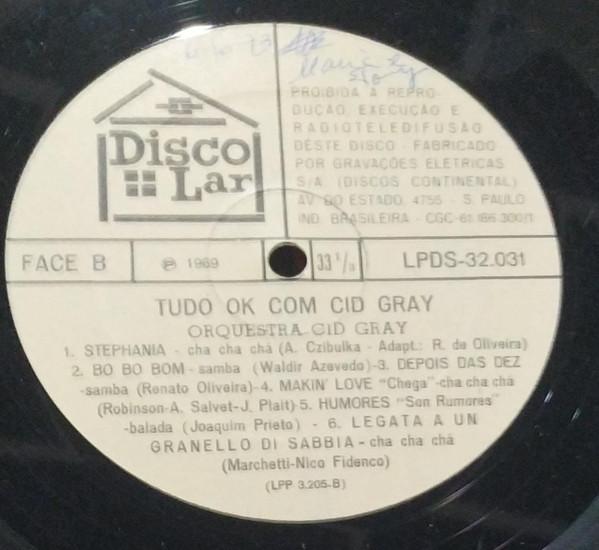 Disco
Lar
PROIBIDA A REPRO-
DUÇÃO, EXECUÇÃO E
RADIOTELEDIFUSÃO
DÊSTE DISCO - FABRICADO
POR GRAVAÇÕES ELETRICAS
S/A. (DISCOS CONTINENTAL)
AV. DO ESTADO, 4755 - S. PAULO
IND. BRASILEIRA - CGC-61.186.300/1
FACE B
℗ 1969
33 1/3
LPDS-32.031
TUDO OK COM CID GRAY
ORQUESTRA CID GRAY
1. STEPHANIA - cha cha chá (A. Czibulka - Adapt.: R. de Oliveira)
2. BO BO BOM - samba (Waldir Azevedo)-3. DEPOIS DAS DEZ
-samba (Renato Oliveira)-4. MAKIN' LOVE "Chega"-cha cha chá
(Robinson-A. Salvet-J. Plait)-5. HUMORES "Son Rumores"
-balada (Joaquim Prieto) - 6. LEGATA A UN
GRANELLO DI SABBIA - cha cha chá
(Marchetti-Nico Fidenco)
(LPP 3.205-B)